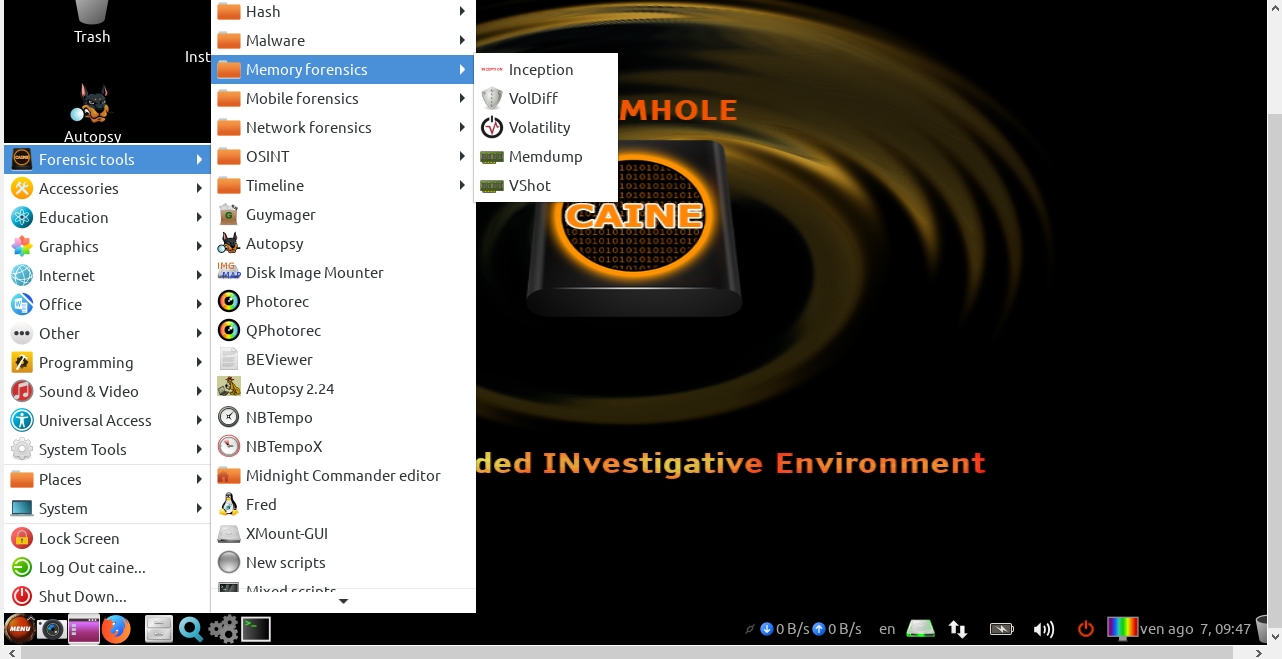 Trash
Inst
Autopsy
Forensic tools
Accessories
Education
Graphics
Internet
Office
Other
Programming
Sound & Video
Universal Access
System Tools
Places
System
Lock Screen
Log Out caine...
Shut Down...
Hash
Malware
Memory forensics
Mobile forensics
Network forensics
OSINT
Timeline
Guymager
Autopsy
Disk Image Mounter
Photorec
QPhotorec
BEViewer
Autopsy 2.24
NBTempo
NBTempoX
Midnight Commander editor
Fred
XMount-GUI
New scripts
Mixed scripts
Inception
VolDiff
Volatility
Memdump
VShot
MHOLE
CAINE
ded INvestigative Environment
MENU
0 B/s 0 B/s en ven ago 7, 09:47